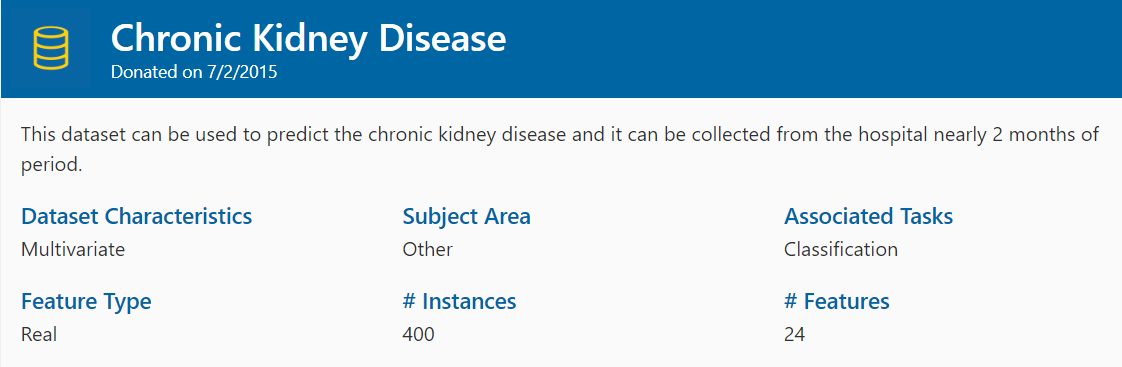 Chronic Kidney Disease
Donated on 7/2/2015
This dataset can be used to predict the chronic kidney disease and it can be collected from the hospital nearly 2 months of
period.
Dataset Characteristics
Multivariate
Subject Area
Other
Associated Tasks
Classification
Feature Type
Real
# Instances
400
# Features
24